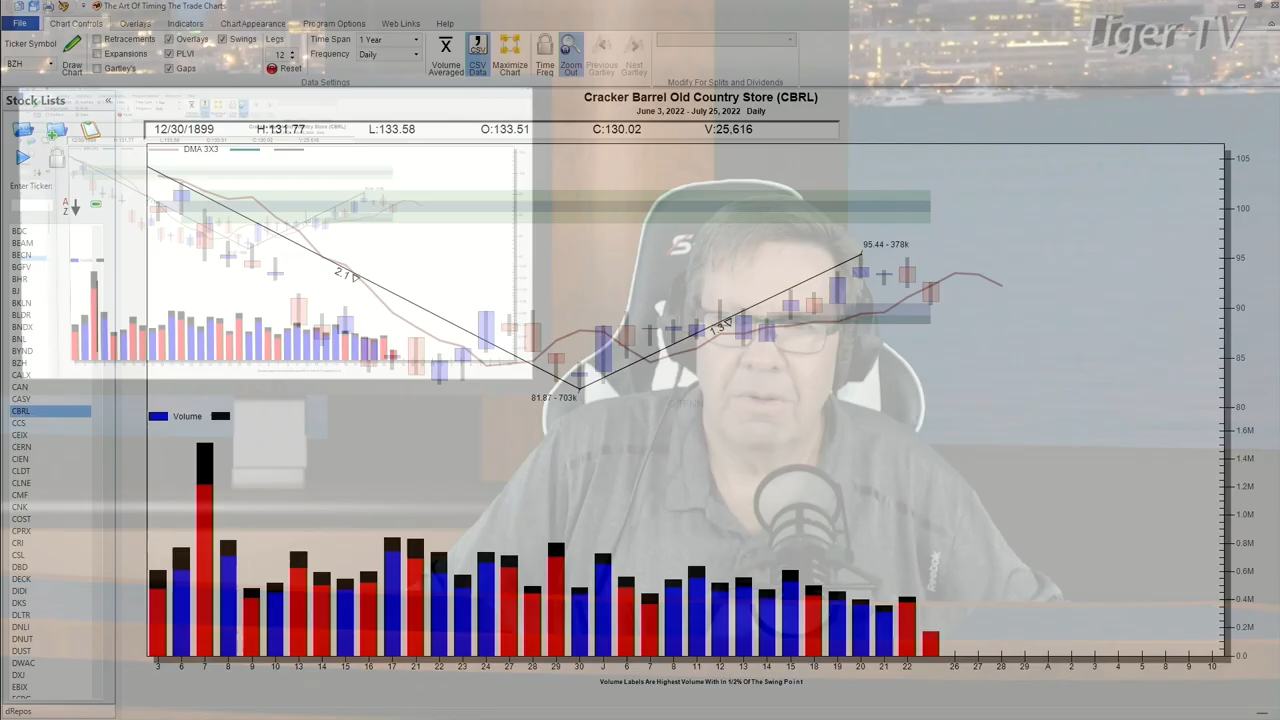 The Art Of Timing The Trade Charts
Tiger-TV
File Chart Controls Overlays Indicators ChartAppearance Program Options Web Links Help
Ticker Symbol Retracements Overlays Swings Legs Time Span 1 Year
Expansions PLVI 12 Frequency Daily
BZH Draw Chart Gartley's Gaps Reset
Volume Averaged CSV Data Maximize Chart Time Freq Zoom Out Previous Gartley Next Gartley
Data Settings Modify For Splits and Dividends
Stock Lists «
Cracker Barrel Old Country Store (CBRL)
June 3, 2022 - July 25, 2022 Daily
12/30/1899 H:131.77 L:133.58 O:133.51 C:130.02 V:25,616
DMA 3X3
Enter Ticker:
A
Z
BDC
BEAM
BECN
BGFV
BHR
BKLN
BLDR
BNDX
BNL
BYND
BZH
CALX
CAN
CASY
CBRL
CCS
CEIX
CERN
CIEN
CLDT
CLNE
CMF
CNK
COST
CPRX
CRI
CSL
DBD
DECK
DIDI
DKS
DLTR
DNLI
DNUT
DUST
DWAC
DXJ
EBIX
105
100
95
90
85
80
1.6M
1.4M
1.2M
1.0M
0.8M
0.6M
0.4M
0.2M
0.0
95.44 - 378k
2.1
1.3
81.87 - 703k
Volume
Reebok
3 6 7 8 9 10 13 14 15 16 17 21 22 23 24 27 28 29 30 1 6 7 8 11 12 13 14 15 18 19 20 21 22 26 27 28 29 A 2 3 4 5 8 9 10
Volume Labels Are Highest Volume With In 1/2% Of The Swing Point
dRepos